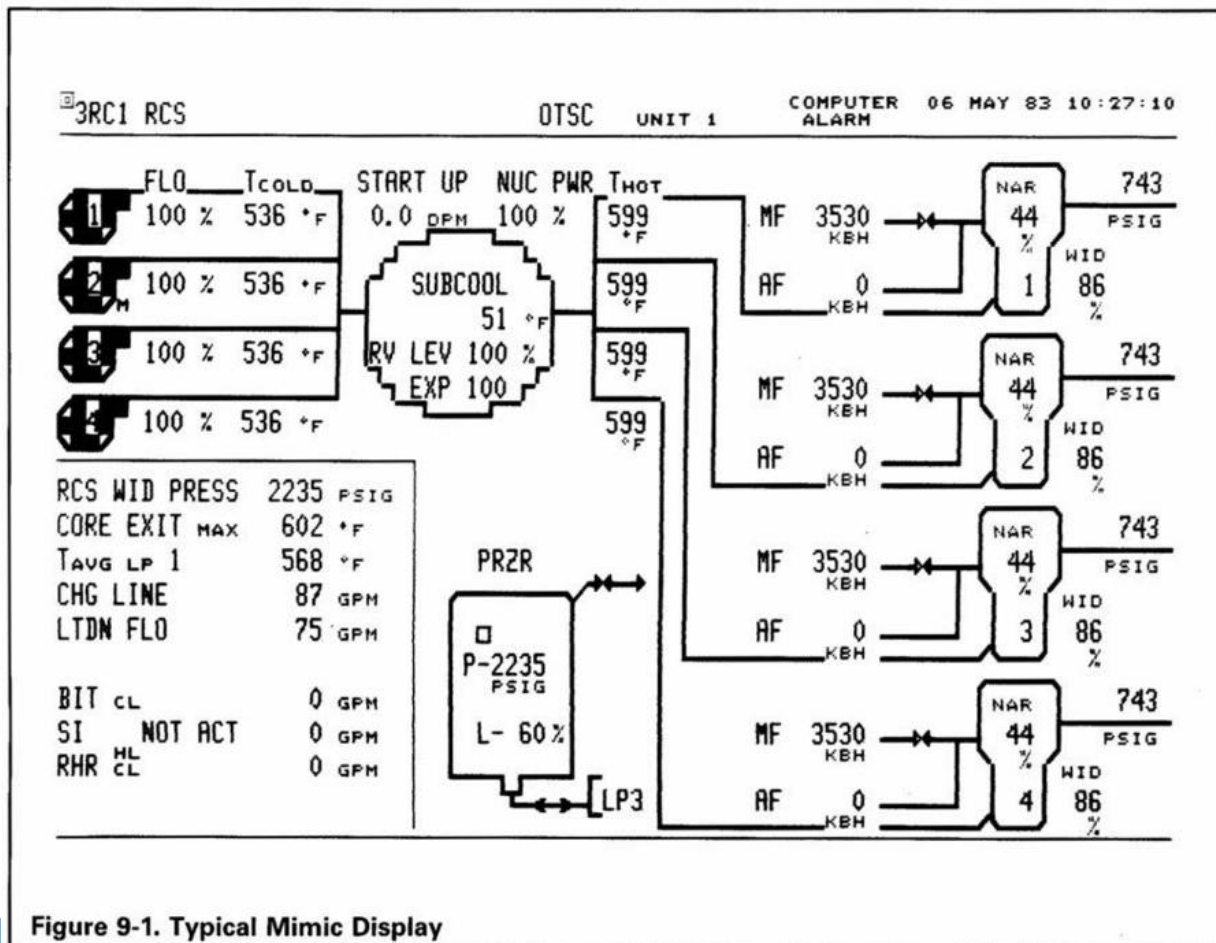 3RC1 RCS OTSC UNIT 1 COMPUTER ALARM 06 MAY 83 10:27:10
FLO TCOLD START UP NUC PWR THOT
1 100 % 536 °F 0.0 DPM 100 % 599 °F
2 M 100 % 536 °F 599 °F
3 100 % 536 °F 599 °F
4 100 % 536 °F 599 °F
SUBCOOL
51 °F
RV LEV 100 %
EXP 100
MF 3530 KBH NAR 44 % 743 PSIG
AF 0 KBH 1 WID 86 %
MF 3530 KBH NAR 44 % 743 PSIG
AF 0 KBH 2 WID 86 %
MF 3530 KBH NAR 44 % 743 PSIG
AF 0 KBH 3 WID 86 %
MF 3530 KBH NAR 44 % 743 PSIG
AF 0 KBH 4 WID 86 %
RCS WID PRESS 2235 PSIG
CORE EXIT MAX 602 °F
TAVG LP 1 568 °F
CHG LINE 87 GPM
LTDN FLO 75 GPM
BIT CL 0 GPM
SI NOT ACT 0 GPM
RHR HL CL 0 GPM
PRZR
P-2235
PSIG
L- 60 %
LP3
Figure 9-1. Typical Mimic Display